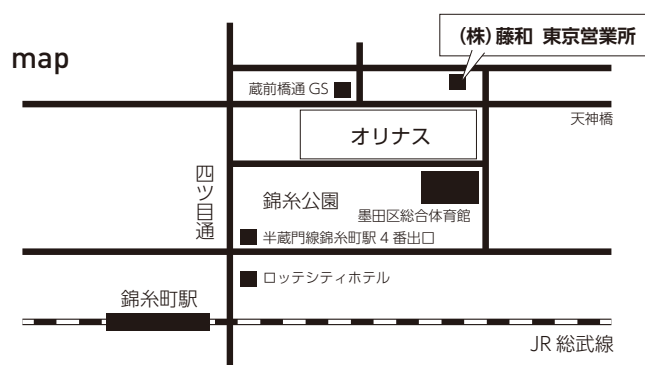 (株)藤和 東京営業所
map
蔵前橋通 GS
天神橋
オリナス
四ツ目通
錦糸公園
墨田区総合体育館
半蔵門線錦糸町駅 4 番出口
ロッテシティホテル
錦糸町駅
JR 総武線